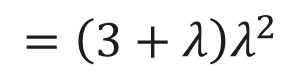 = (3 + λ)λ²